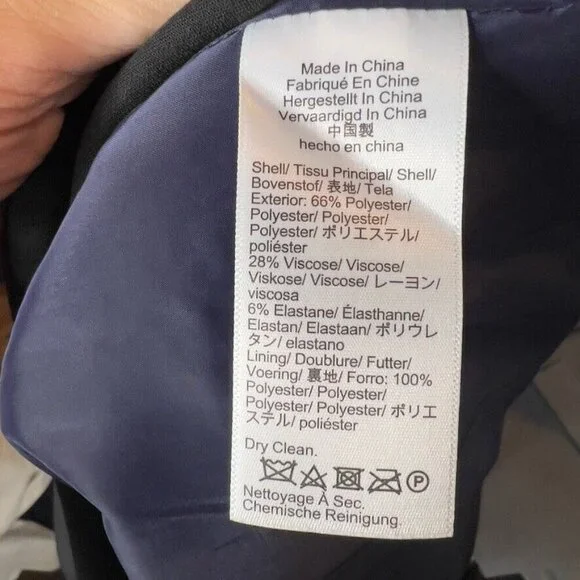 Made In China
Fabriqué En Chine
Hergestellt In China
Vervaardigd In China
中国製
hecho en china
Shell/ Tissu Principal/ Shell/
Bovenstof/ 表地/ Tela
Exterior: 66% Polyester/
Polyester/ Polyester/
Polyester/ ポリエステル/
poliéster
28% Viscose/ Viscose/
Viskose/ Viscose/ レーヨン/
viscosa
6% Elastane/ Élasthanne/
Elastan/ Elastaan/ ポリウレ
タン/ elastano
Lining/ Doublure/ Futter/
Voering/ 裏地/ Forro: 100%
Polyester/ Polyester/
Polyester/ Polyester/ ポリエ
ステル/ poliéster
Dry Clean.
P
Nettoyage À Sec.
Chemische Reinigung.